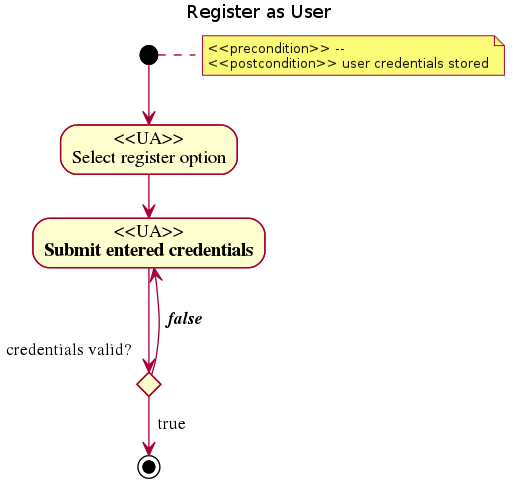 Register as User
<<precondition>> --
<<postcondition>> user credentials stored
<<UA>>
Select register option
<<UA>>
Submit entered credentials
false
credentials valid?
true